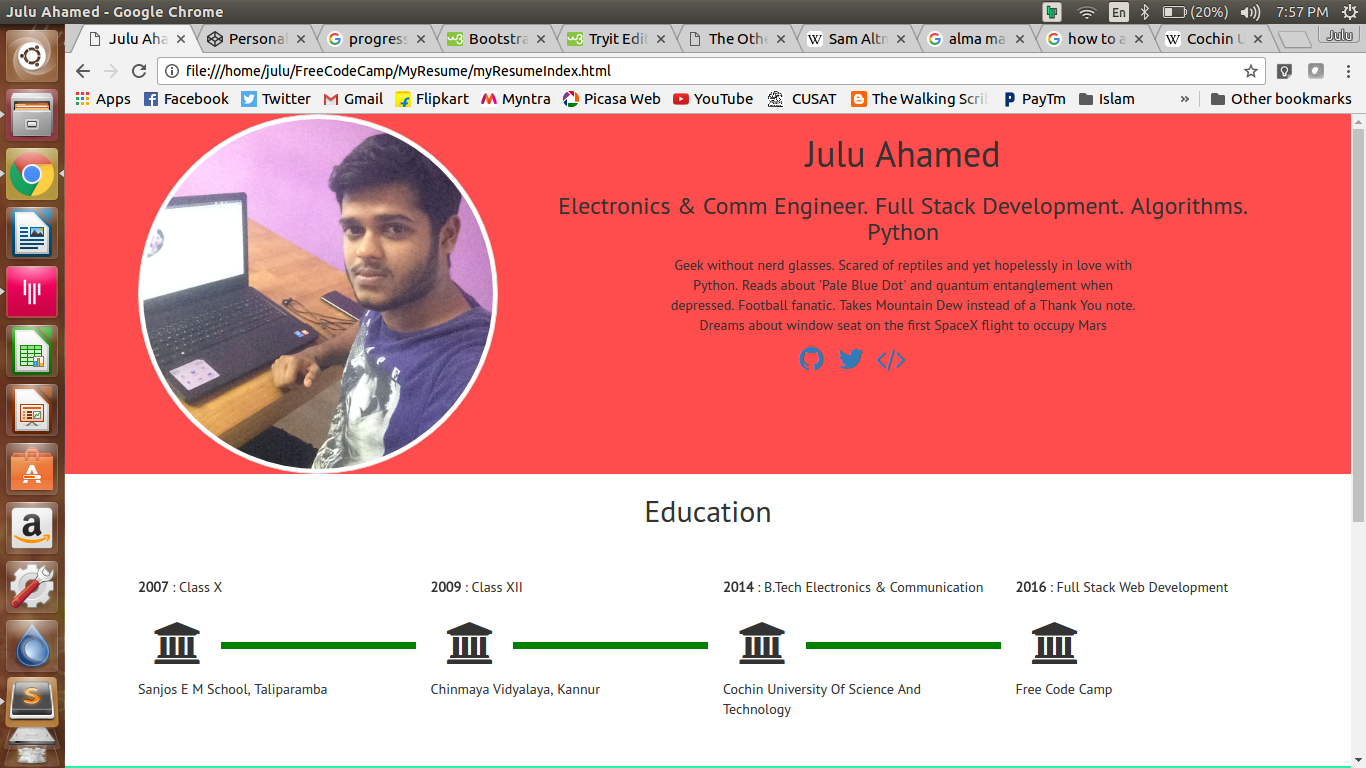 Julu Ahamed - Google Chrome
En (20%) 7:57 PM
Julu Aha Personal progress Bootstra Tryit Edi The Othe Sam Altm alma ma how to a Cochin U Julu
file:///home/julu/FreeCodeCamp/MyResume/myResumeIndex.html
Apps Facebook Twitter Gmail Flipkart Myntra Picasa Web YouTube CUSAT The Walking Scri PayTm Islam » Other bookmarks
Julu Ahamed
Electronics & Comm Engineer. Full Stack Development. Algorithms.
Python
Geek without nerd glasses. Scared of reptiles and yet hopelessly in love with
Python. Reads about 'Pale Blue Dot' and quantum entanglement when
depressed. Football fanatic. Takes Mountain Dew instead of a Thank You note.
Dreams about window seat on the first SpaceX flight to occupy Mars
Education
2007 : Class X
2009 : Class XII
2014 : B.Tech Electronics & Communication
2016 : Full Stack Web Development
Sanjos E M School, Taliparamba
Chinmaya Vidyalaya, Kannur
Cochin University Of Science And
Technology
Free Code Camp